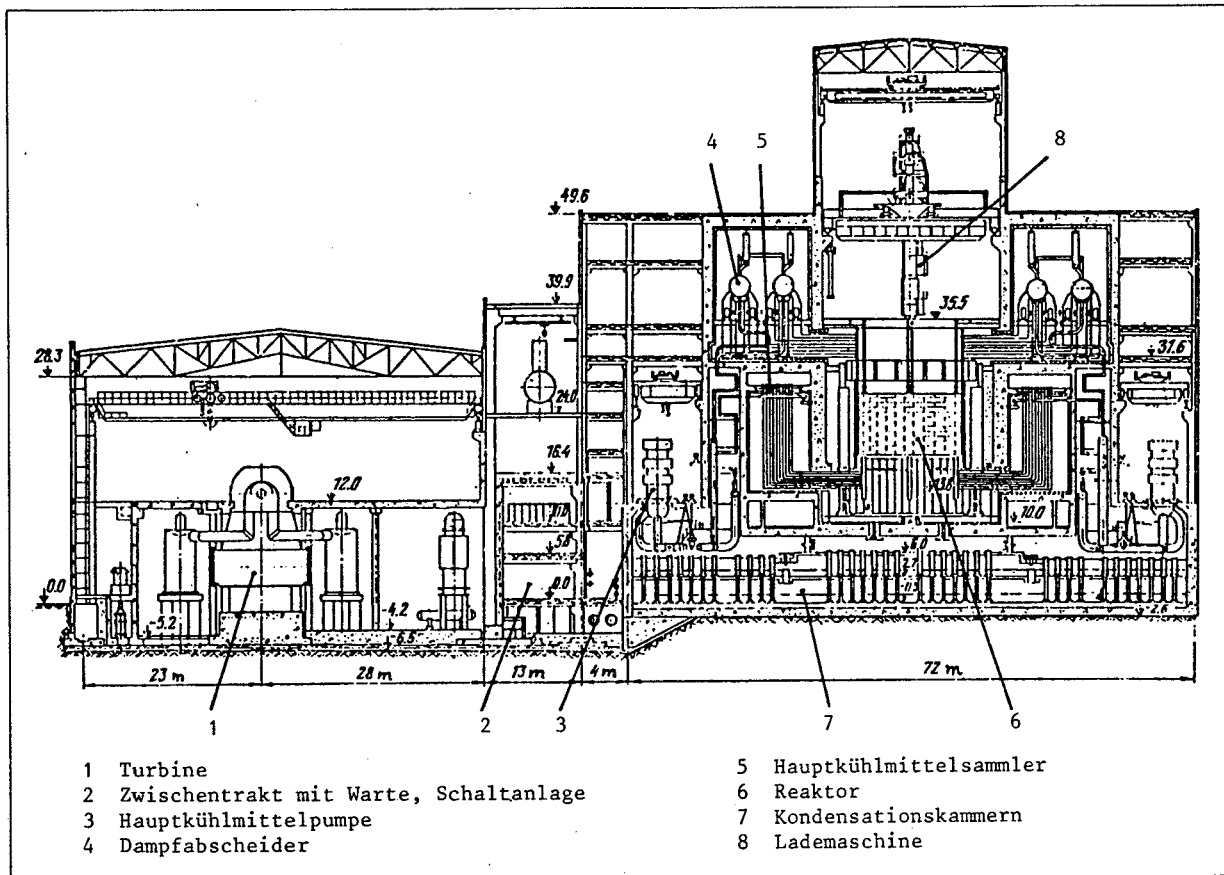 4
5
8
49.6
39.9
35.5
31.6
28.3
24.0
16.4
12.0
10.0
5.8
6.0
0.0
0.0
-4.2
-5.2
-6.5
23 m
28 m
13 m
4 m
72 m
1
2
3
7
6
1 Turbine
2 Zwischentrakt mit Warte, Schaltanlage
3 Hauptkühlmittelpumpe
4 Dampfabscheider
5 Hauptkühlmittelsammler
6 Reaktor
7 Kondensationskammern
8 Lademaschine